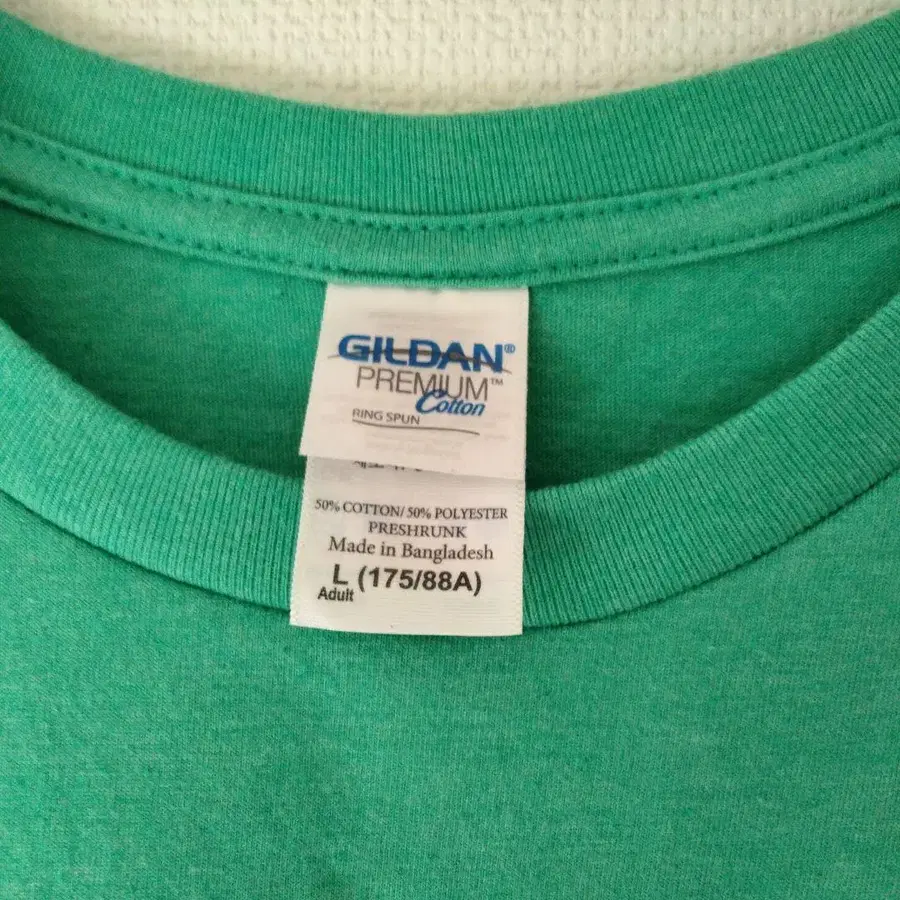 GILDAN®
PREMIUM™
Cotton
RING SPUN
50% COTTON/ 50% POLYESTER
PRESHRUNK
Made in Bangladesh
L (175/88A)
Adult